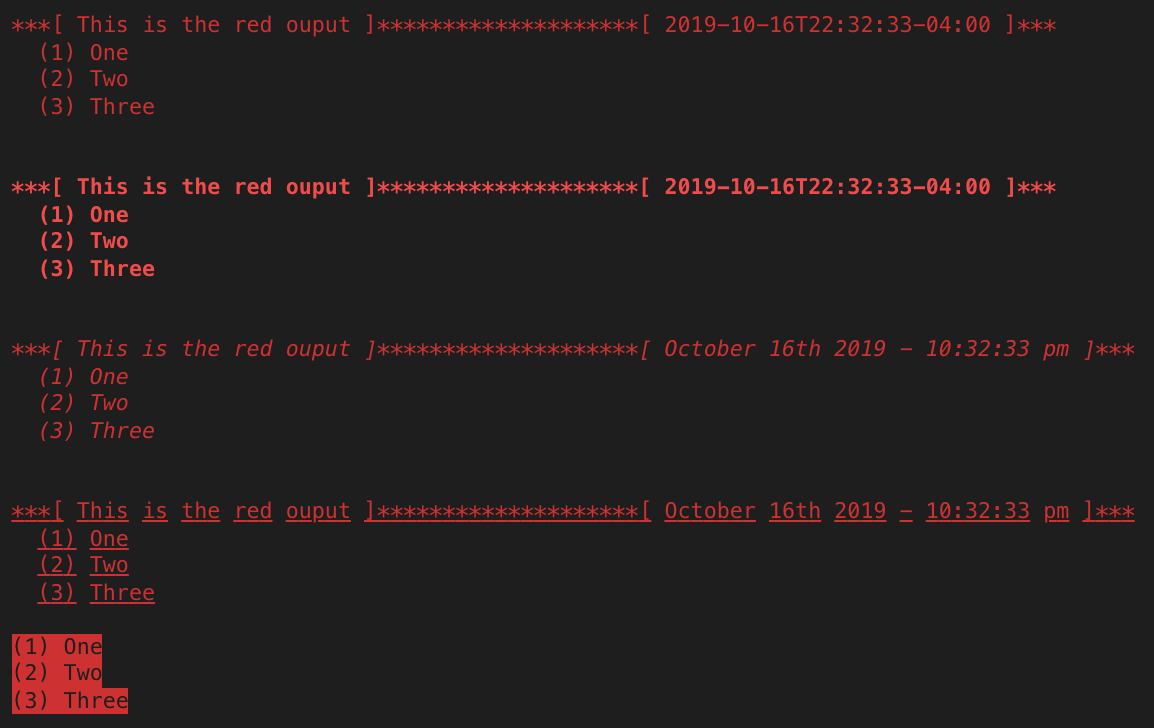 ***[ This is the red ouput ]********************[ 2019-10-16T22:32:33-04:00 ]***
(1) One
(2) Two
(3) Three
***[ This is the red ouput ]********************[ 2019-10-16T22:32:33-04:00 ]***
(1) One
(2) Two
(3) Three
***[ This is the red ouput ]********************[ October 16th 2019 - 10:32:33 pm ]***
(1) One
(2) Two
(3) Three
***[ This is the red ouput ]********************[ October 16th 2019 - 10:32:33 pm ]***
(1) One
(2) Two
(3) Three
(1) One
(2) Two
(3) Three